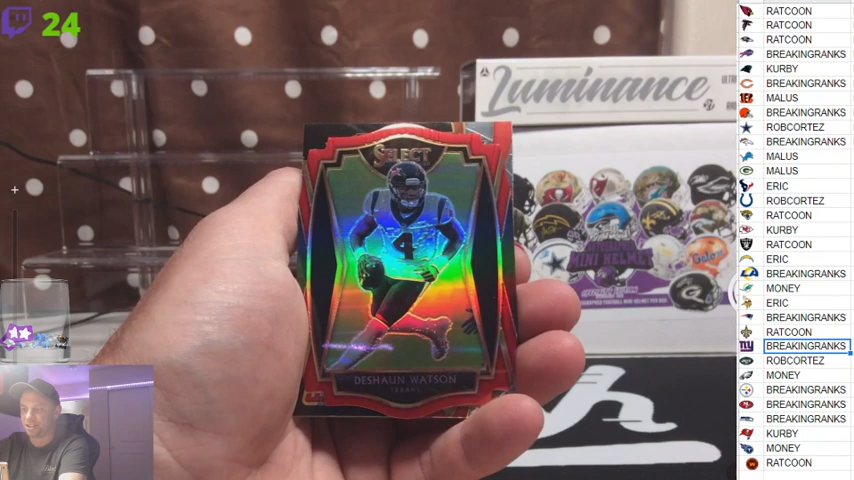 24
Luminance
SELECT
4
DESHAUN WATSON
TEXANS
MINI HELMET
RATCOON
RATCOON
RATCOON
BREAKINGRANKS
KURBY
BREAKINGRANKS
MALUS
BREAKINGRANKS
ROBCORTEZ
BREAKINGRANKS
MALUS
MALUS
ERIC
ROBCORTEZ
RATCOON
KURBY
RATCOON
ERIC
BREAKINGRANKS
MONEY
ERIC
BREAKINGRANKS
RATCOON
BREAKINGRANKS
ROBCORTEZ
MONEY
BREAKINGRANKS
BREAKINGRANKS
BREAKINGRANKS
KURBY
MONEY
RATCOON